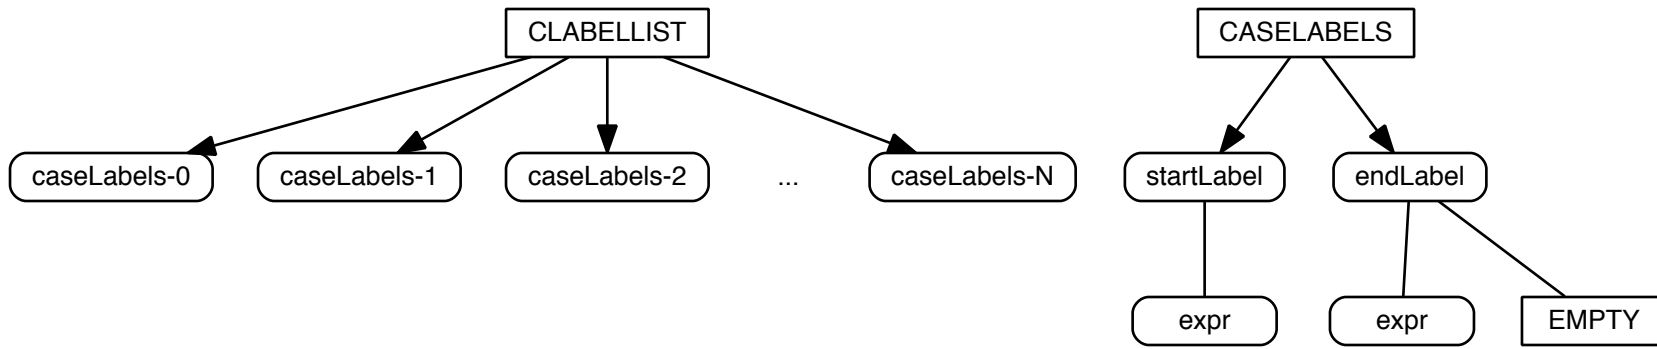 CLABELLIST
CASELABELS
caseLabels-0
caseLabels-1
caseLabels-2
...
caseLabels-N
startLabel
endLabel
expr
expr
EMPTY